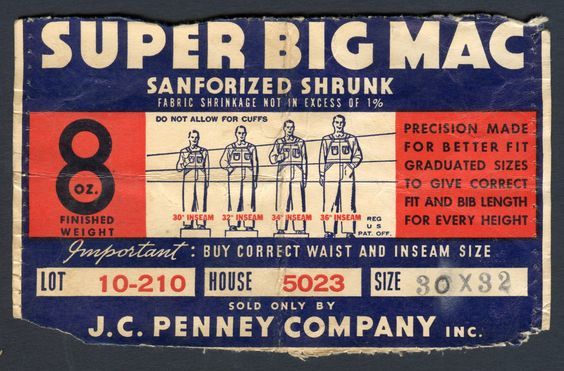 SUPER BIG MAC
SANFORIZED SHRUNK
FABRIC SHRINKAGE NOT IN EXCESS OF 1%
8
OZ.
FINISHED
WEIGHT
DO NOT ALLOW FOR CUFFS
30" INSEAM 32" INSEAM 34" INSEAM 36" INSEAM
REG
U S
PAT. OFF.
PRECISION MADE
FOR BETTER FIT
GRADUATED SIZES
TO GIVE CORRECT
FIT AND BIB LENGTH
FOR EVERY HEIGHT
Important: BUY CORRECT WAIST AND INSEAM SIZE
LOT 10-210 HOUSE 5023 SIZE 30X32
SOLD ONLY BY
J.C. PENNEY COMPANY INC.